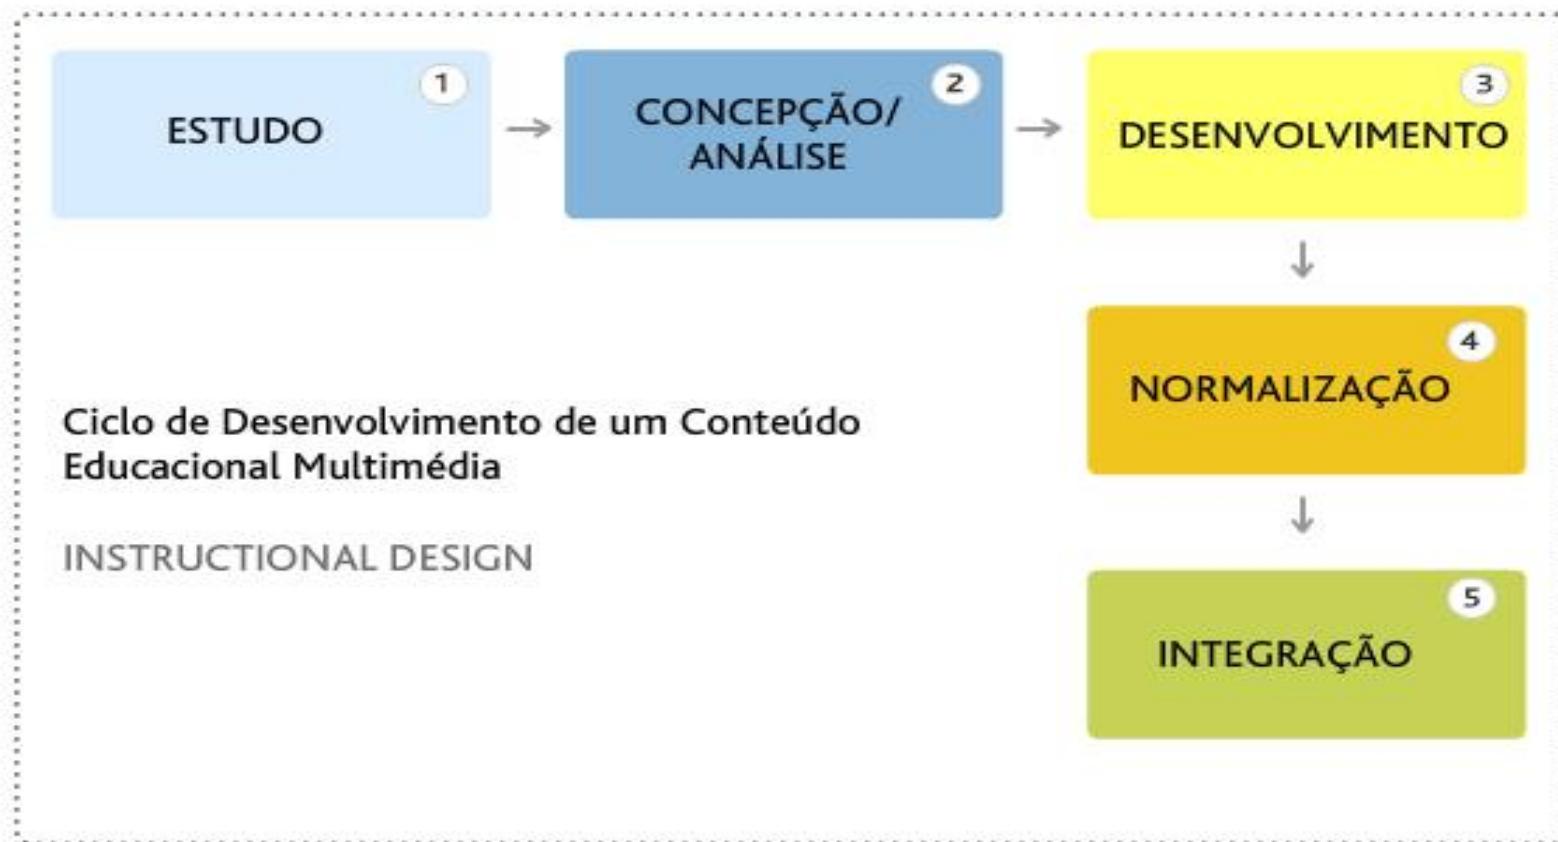 1
ESTUDO
2
CONCEPÇÃO/
ANÁLISE
3
DESENVOLVIMENTO
4
NORMALIZAÇÃO
5
INTEGRAÇÃO
Ciclo de Desenvolvimento de um Conteúdo
Educacional Multimédia
INSTRUCTIONAL DESIGN